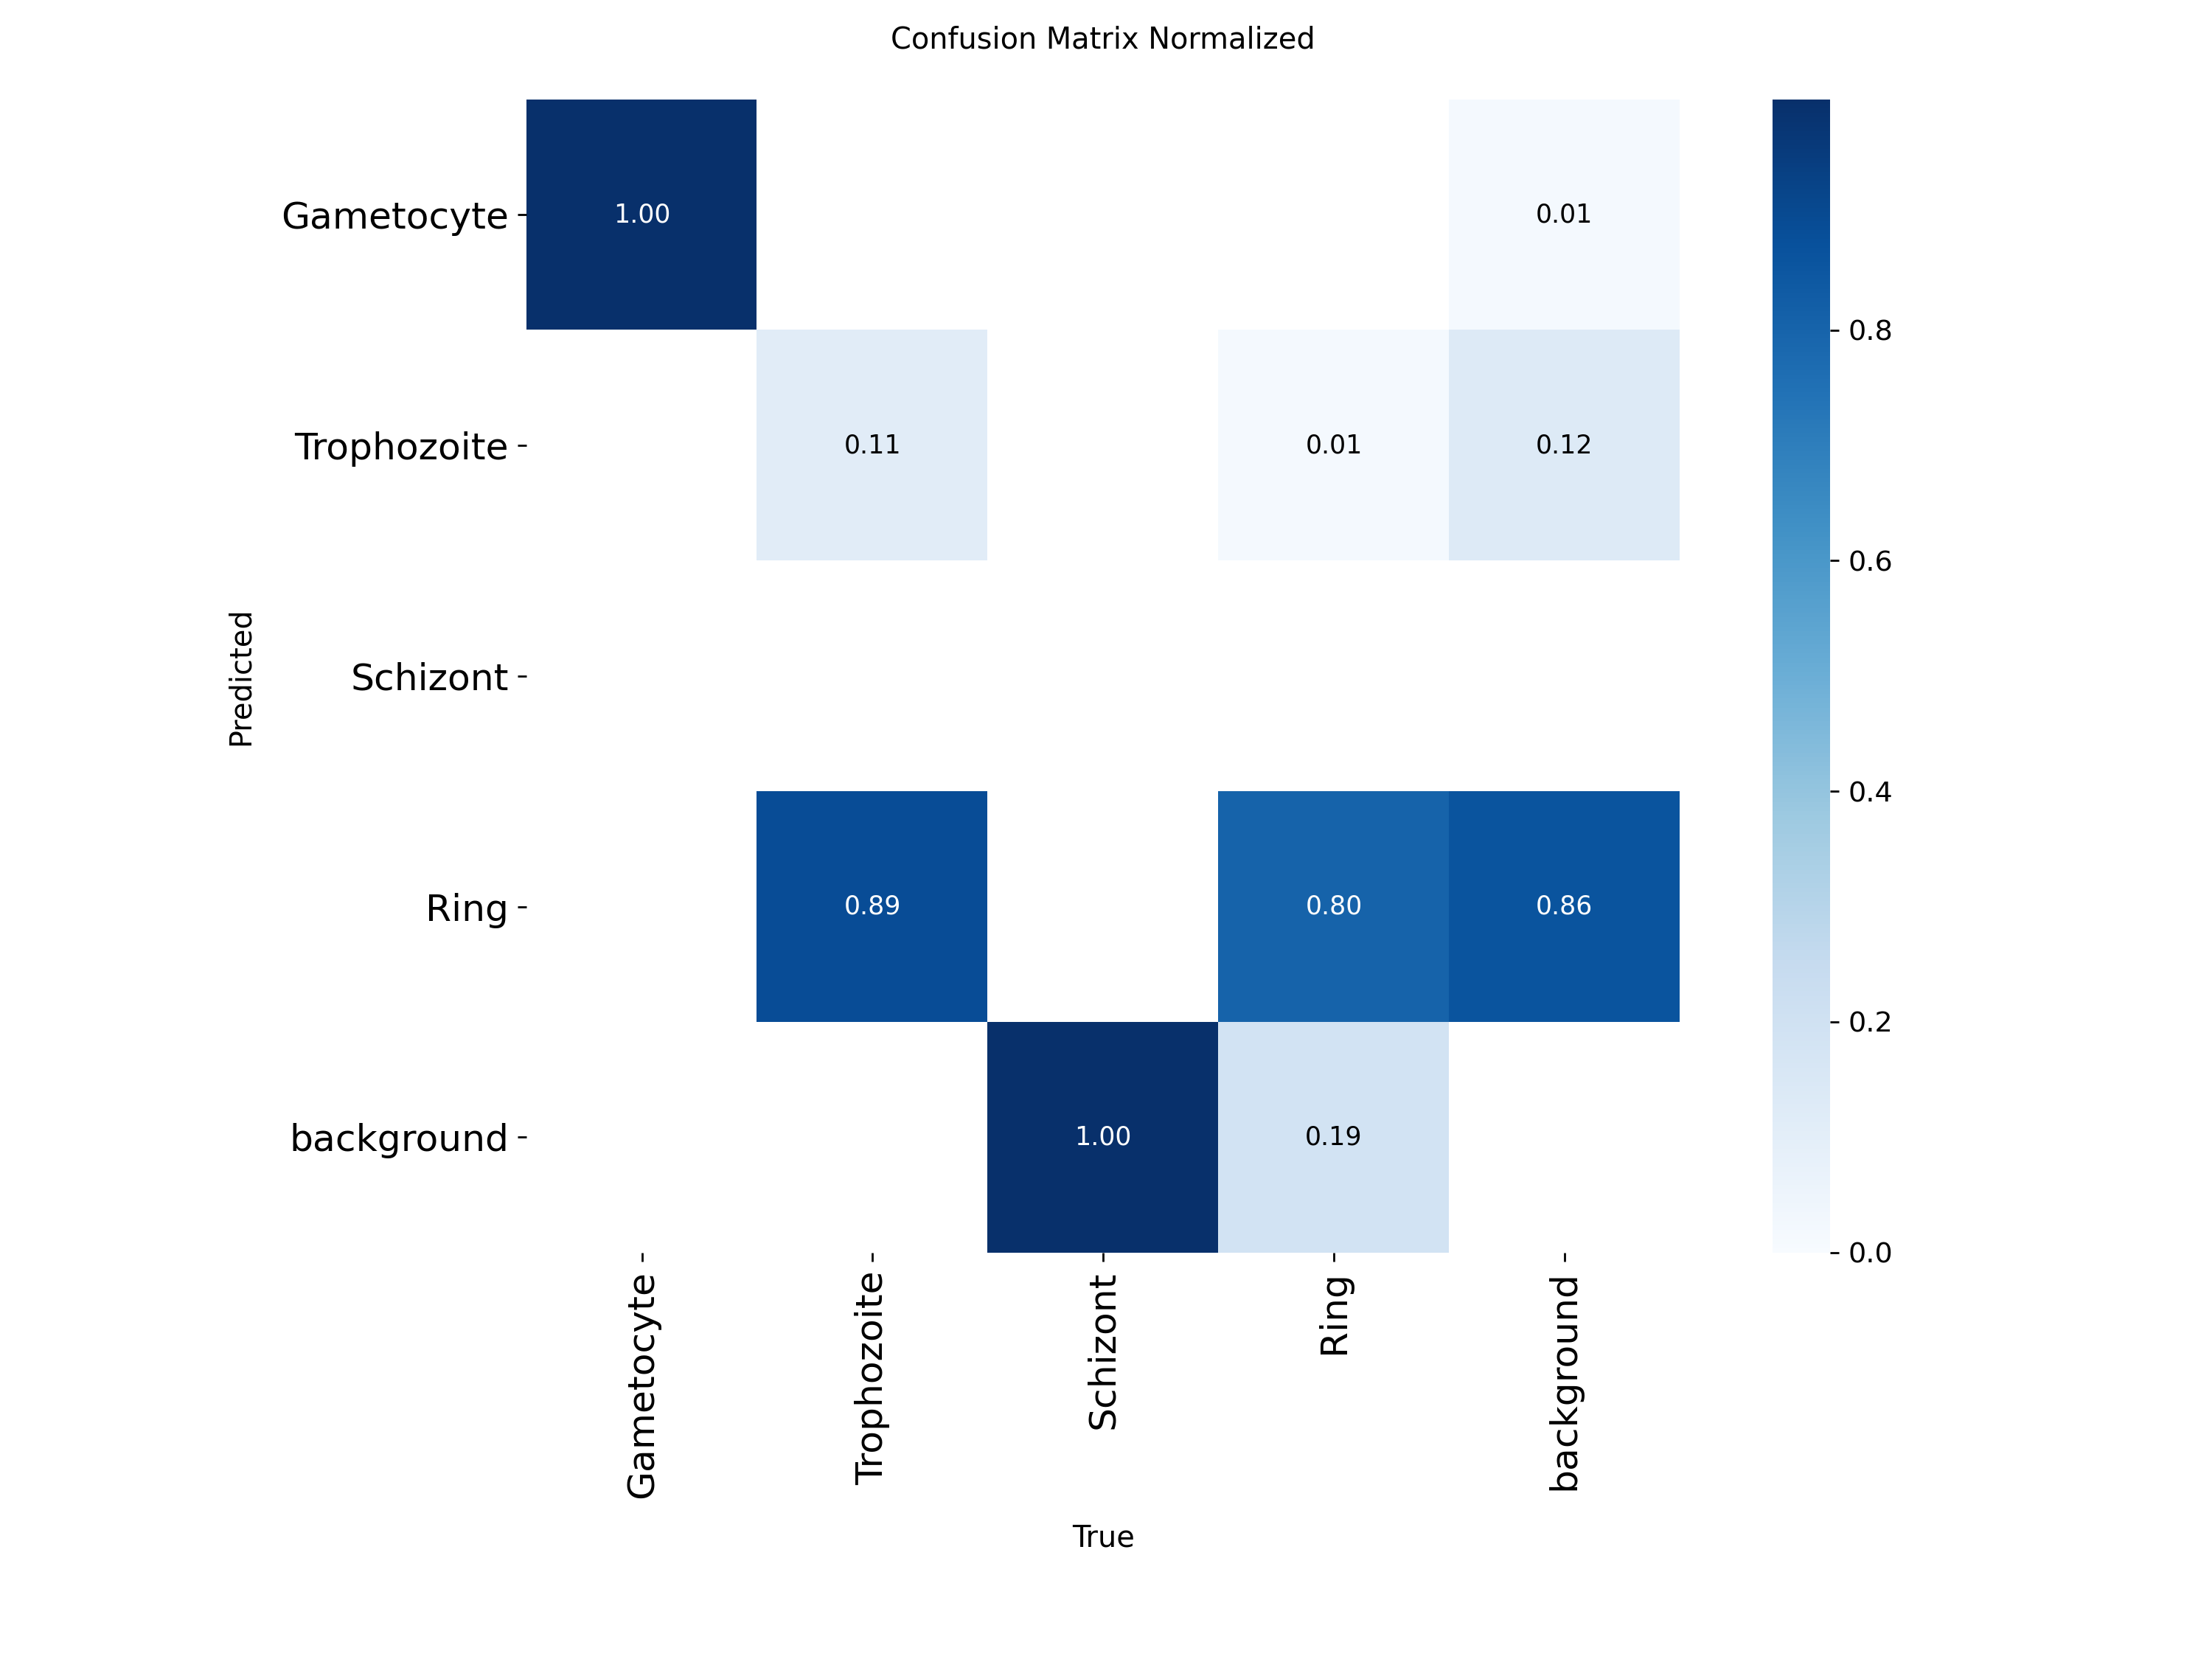 Confusion Matrix Normalized
Gametocyte
1.00
0.01
Trophozoite
0.11
0.01
0.12
Schizont
Ring
0.89
0.80
0.86
background
1.00
0.19
Predicted
Gametocyte
Trophozoite
Schizont
Ring
background
True
0.8
0.6
0.4
0.2
0.0